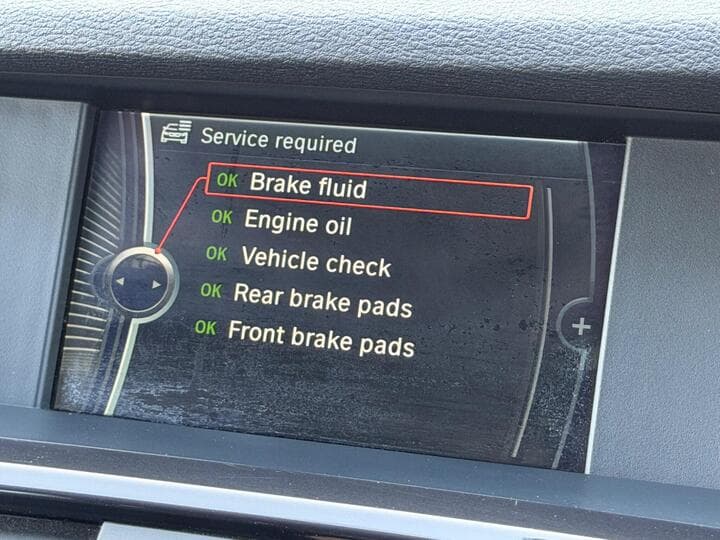 Service required
OK Brake fluid
OK Engine oil
OK Vehicle check
OK Rear brake pads
OK Front brake pads
+